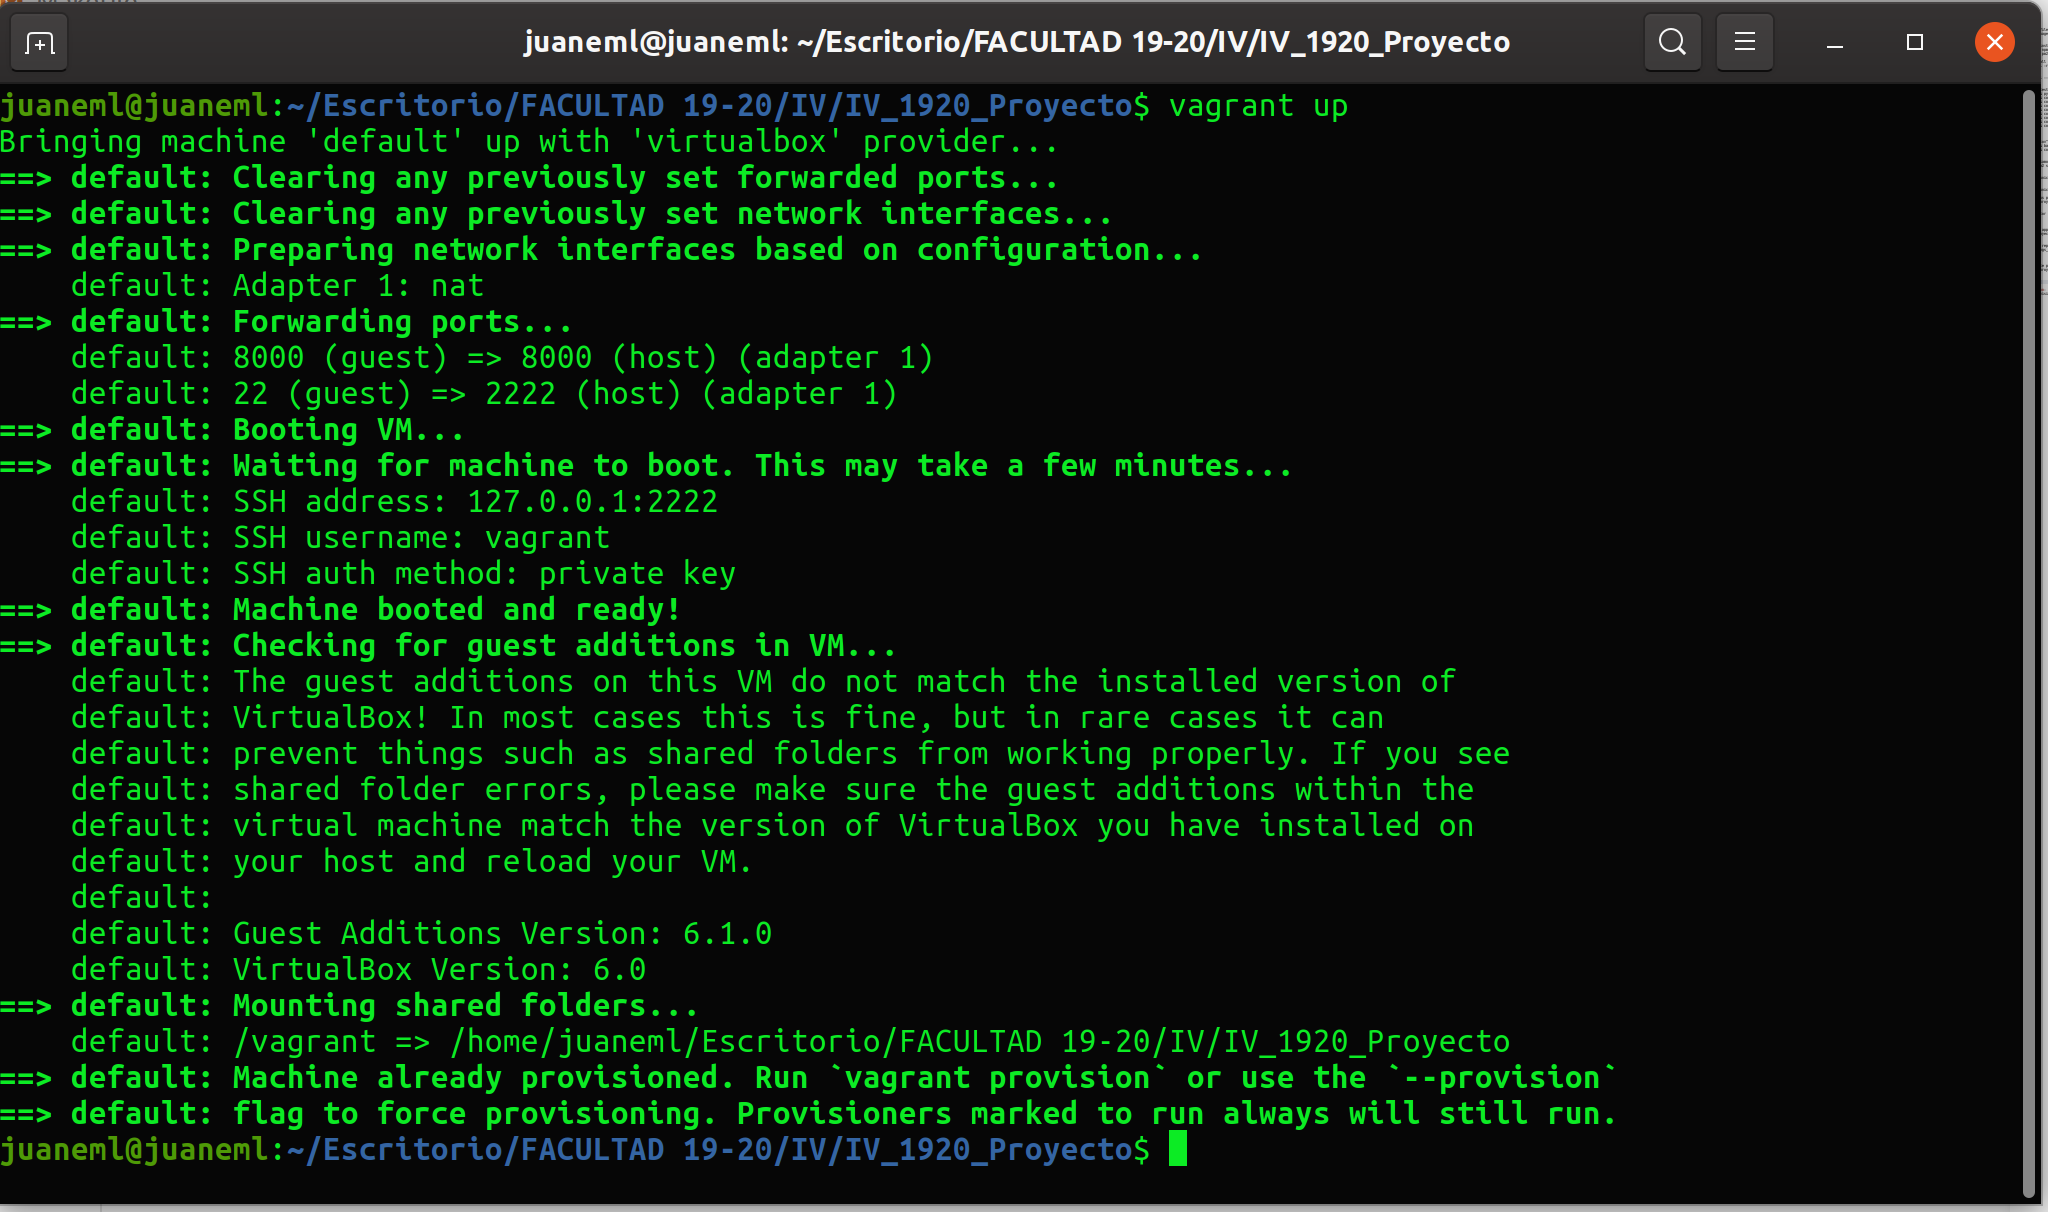 juaneml@juaneml: ~/Escritorio/FACULTAD 19-20/IV/IV_1920_Proyecto
juaneml@juaneml:~/Escritorio/FACULTAD 19-20/IV/IV_1920_Proyecto$ vagrant up
Bringing machine 'default' up with 'virtualbox' provider...
==> default: Clearing any previously set forwarded ports...
==> default: Clearing any previously set network interfaces...
==> default: Preparing network interfaces based on configuration...
    default: Adapter 1: nat
==> default: Forwarding ports...
    default: 8000 (guest) => 8000 (host) (adapter 1)
    default: 22 (guest) => 2222 (host) (adapter 1)
==> default: Booting VM...
==> default: Waiting for machine to boot. This may take a few minutes...
    default: SSH address: 127.0.0.1:2222
    default: SSH username: vagrant
    default: SSH auth method: private key
==> default: Machine booted and ready!
==> default: Checking for guest additions in VM...
    default: The guest additions on this VM do not match the installed version of
    default: VirtualBox! In most cases this is fine, but in rare cases it can
    default: prevent things such as shared folders from working properly. If you see
    default: shared folder errors, please make sure the guest additions within the
    default: virtual machine match the version of VirtualBox you have installed on
    default: your host and reload your VM.
    default:
    default: Guest Additions Version: 6.1.0
    default: VirtualBox Version: 6.0
==> default: Mounting shared folders...
    default: /vagrant => /home/juaneml/Escritorio/FACULTAD 19-20/IV/IV_1920_Proyecto
==> default: Machine already provisioned. Run `vagrant provision` or use the `--provision`
==> default: flag to force provisioning. Provisioners marked to run always will still run.
juaneml@juaneml:~/Escritorio/FACULTAD 19-20/IV/IV_1920_Proyecto$